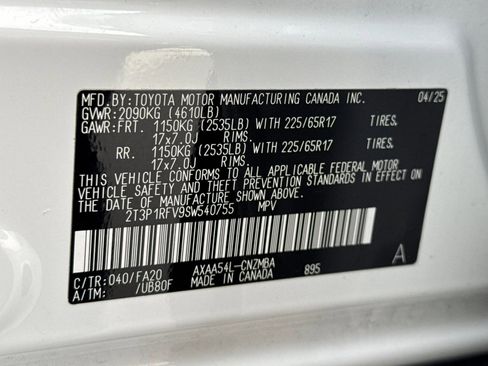 MFD.BY:TOYOTA MOTOR MANUFACTURING CANADA INC. 04/25
GVWR:2090KG (4610LB)
GAWR:FRT. 1150KG (2535LB) WITH 225/65R17 TIRES.
17x7.0J RIMS.
RR. 1150KG (2535LB) WITH 225/65R17 TIRES.
17x7.0J RIMS.
THIS VEHICLE CONFORMS TO ALL APPLICABLE FEDERAL MOTOR
VEHICLE SAFETY AND THEFT PREVENTION STANDARDS IN EFFECT ON
THE DATE OF MANUFACTURE SHOWN ABOVE.
2T3P1RFV9SW540755 MPV
A
C/TR:040/FA20 AXAA54L-CNZMBA
A/TM: /UB80F MADE IN CANADA 895